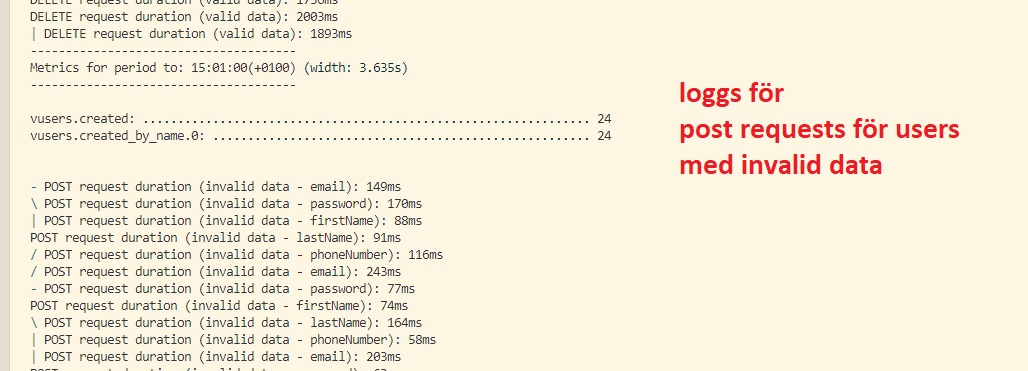 DELETE request duration (valid data): 1750ms
DELETE request duration (valid data): 2003ms
| DELETE request duration (valid data): 1893ms
--------------------------------------
Metrics for period to: 15:01:00(+0100) (width: 3.635s)
--------------------------------------
vusers.created: ................................................................ 24
vusers.created_by_name.0: ...................................................... 24
- POST request duration (invalid data - email): 149ms
\ POST request duration (invalid data - password): 170ms
| POST request duration (invalid data - firstName): 88ms
POST request duration (invalid data - lastName): 91ms
/ POST request duration (invalid data - phoneNumber): 116ms
/ POST request duration (invalid data - email): 243ms
- POST request duration (invalid data - password): 77ms
POST request duration (invalid data - firstName): 74ms
\ POST request duration (invalid data - lastName): 164ms
| POST request duration (invalid data - phoneNumber): 58ms
| POST request duration (invalid data - email): 203ms
loggs för
post requests för users
med invalid data